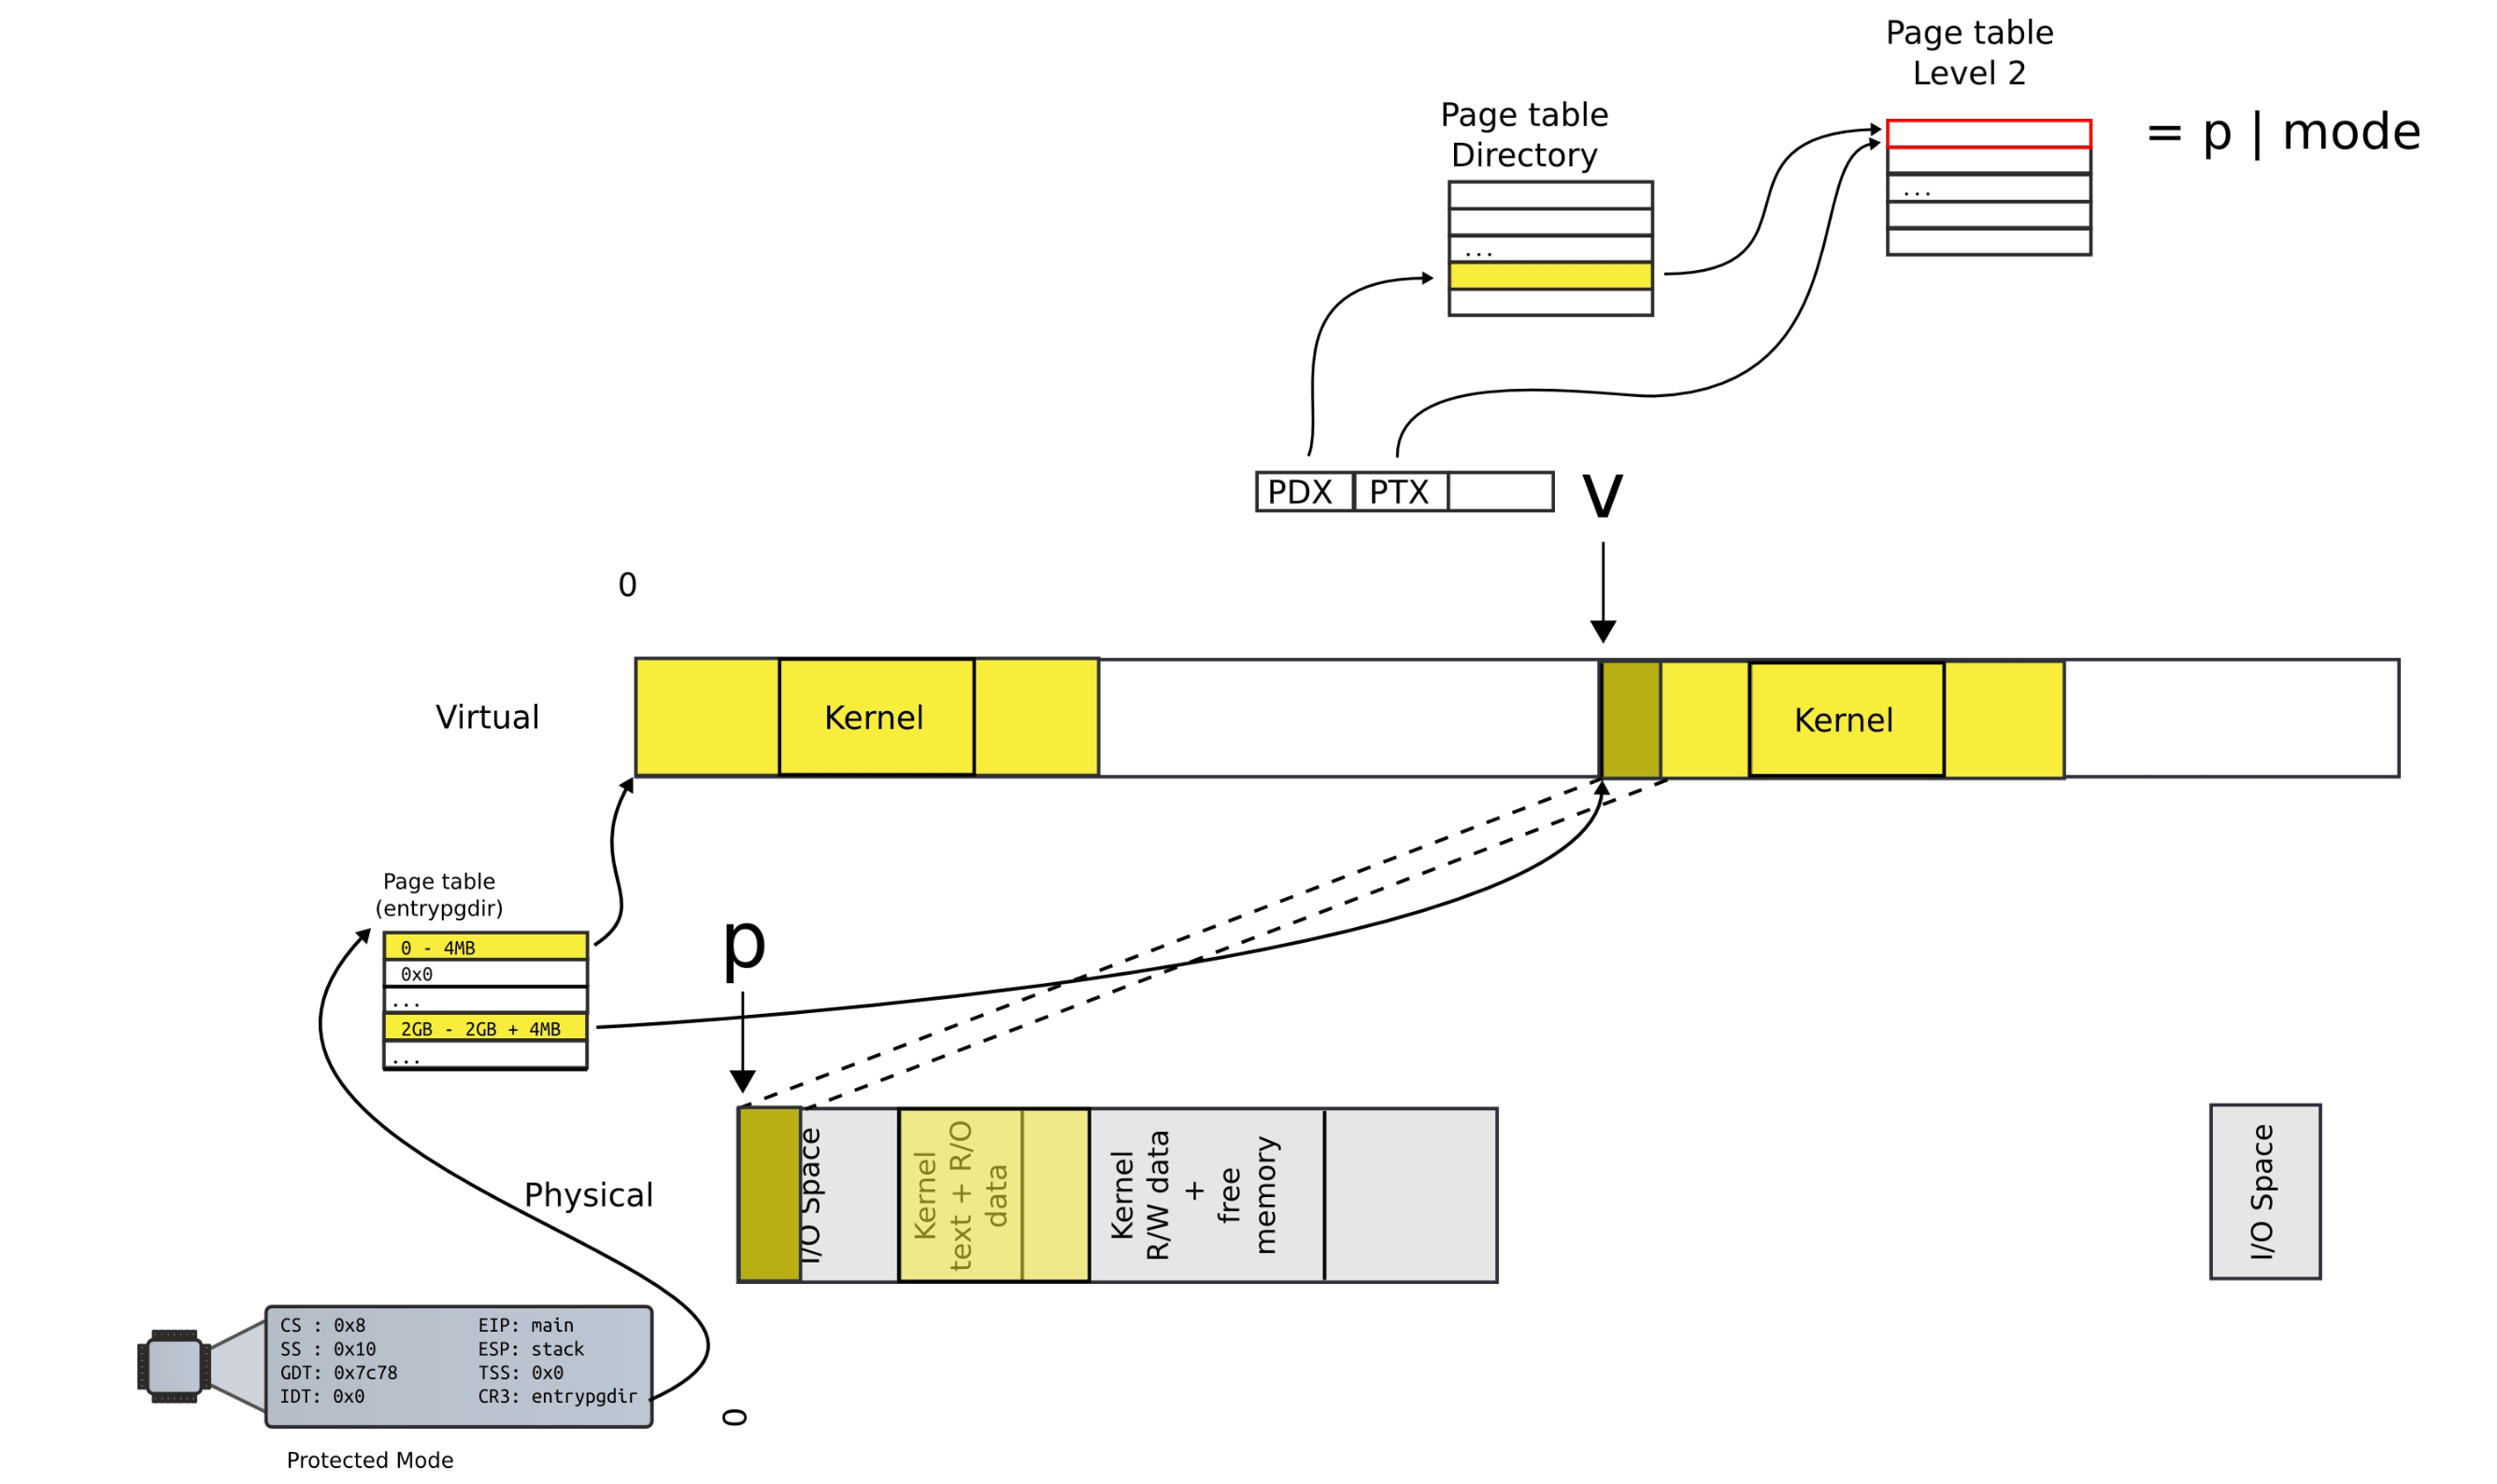 Page table
Level 2
= p | mode
...
Page table
Directory
...
PDX PTX
v
0
Virtual
Kernel
Kernel
Page table
(entrypgdir)
0 - 4MB
0x0
...
2GB - 2GB + 4MB
...
p
Physical
I/O Space
Kernel
text + R/O
data
Kernel
R/W data
+
free
memory
I/O Space
CS : 0x8 EIP: main
SS : 0x10 ESP: stack
GDT: 0x7c78 TSS: 0x0
IDT: 0x0 CR3: entrypgdir
0
Protected Mode